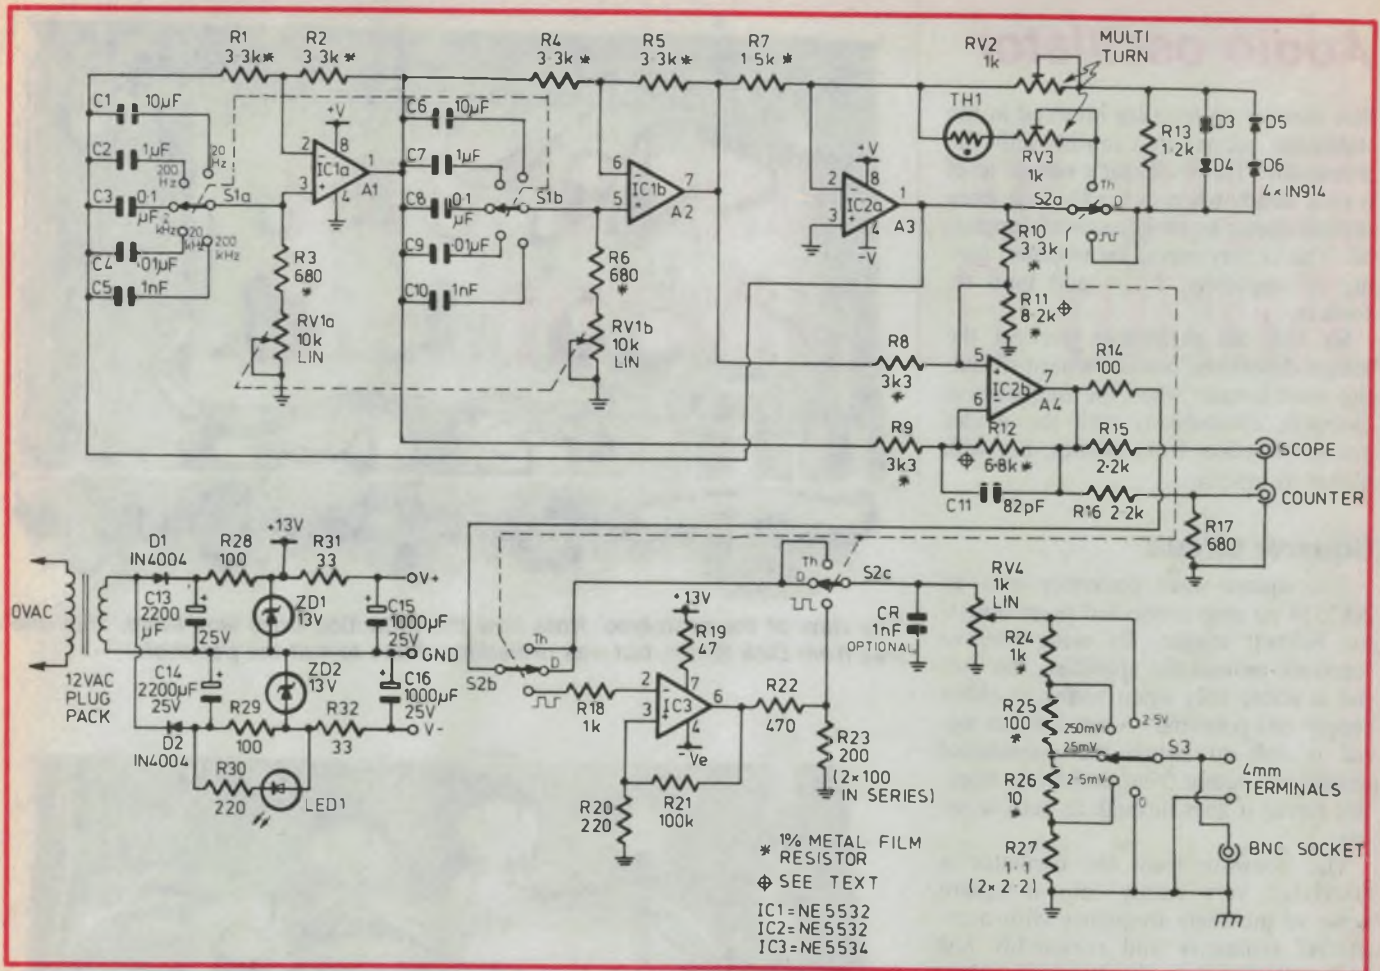 R1
3·3k*
R2
3·3k*
R4
3·3k*
R5
3·3k*
R7
1·5k*
RV2
1k
MULTI
TURN
C1
10µF
C2
1µF
C3
0·1
µF
C4
·01µF
C5
1nF
20
Hz
200
Hz
2
kHz
20
kHz
200
kHz
S1a
+V
8
2
3
1
4
IC1a
A1
R3
680
*
RV1a
10k
LIN
C6
10µF
C7
1µF
C8
0·1
µF
C9
·01µF
C10
1nF
S1b
6
5
7
IC1b
A2
R6
680
*
RV1b
10k
LIN
TH1
RV3
1k
R13
1·2k
D3
D4
D5
D6
4×IN914
+V
8
2
3
1
4
-V
IC2a
A3
S2a
Th
D
R10
3·3k
*
R11
8·2k
*
R8
3k3
*
R9
3k3
*
5
6
7
IC2b
A4
R12
6·8k*
C11
82pF
R14
100
R15
2·2k
R16 2·2k
R17
680
SCOPE
COUNTER
0VAC
12VAC
PLUG
PACK
D1
IN4004
R28
100
+13V
R31
33
V+
C13
2200
µF
25V
ZD1
13V
C15
1000µF
25V
GND
C14
2200µF
25V
ZD2
13V
C16
1000µF
25V
V-
D2
IN4004
R29
100
R32
33
R30
220
LED1
S2b
Th
D
R18
1k
+13V
R19
47
2
3
7
6
4
IC3
-Ve
R20
220
R21
100k
R22
470
R23
200
(2×100
IN SERIES)
Th
D
S2c
CR
1nF
OPTIONAL
RV4
1k
LIN
R24
1k
*
R25
100
*
R26
10 *
R27
1·1
(2×2·2)
2·5V
250mV
25mV
2·5mV
0
S3
4mm
TERMINALS
BNC SOCKET
* 1% METAL FILM
RESISTOR
⊕ SEE TEXT
IC1=NE5532
IC2=NE5532
IC3=NE5534